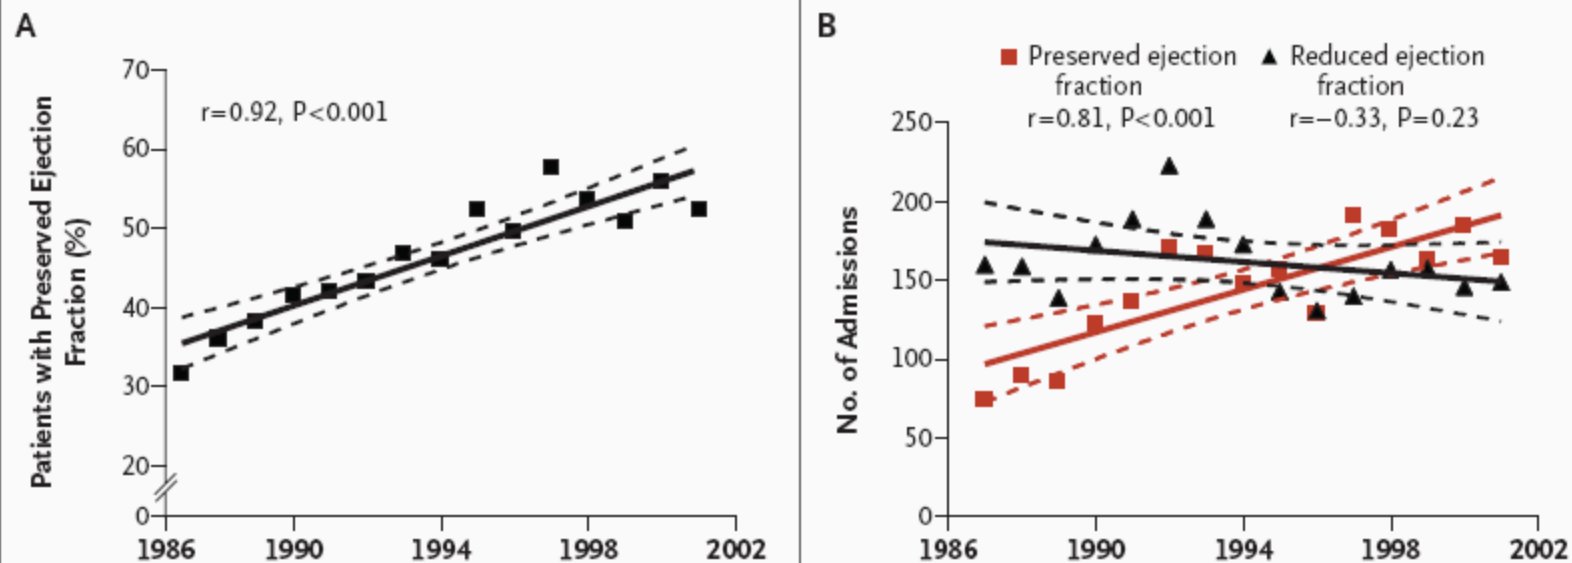 A
Patients with Preserved Ejection
Fraction (%)
70
60
50
40
30
20
0
r=0.92, P<0.001
1986 1990 1994 1998 2002
B
Preserved ejection
fraction
r=0.81, P<0.001
Reduced ejection
fraction
r=−0.33, P=0.23
No. of Admissions
250
200
150
100
50
0
1986 1990 1994 1998 2002